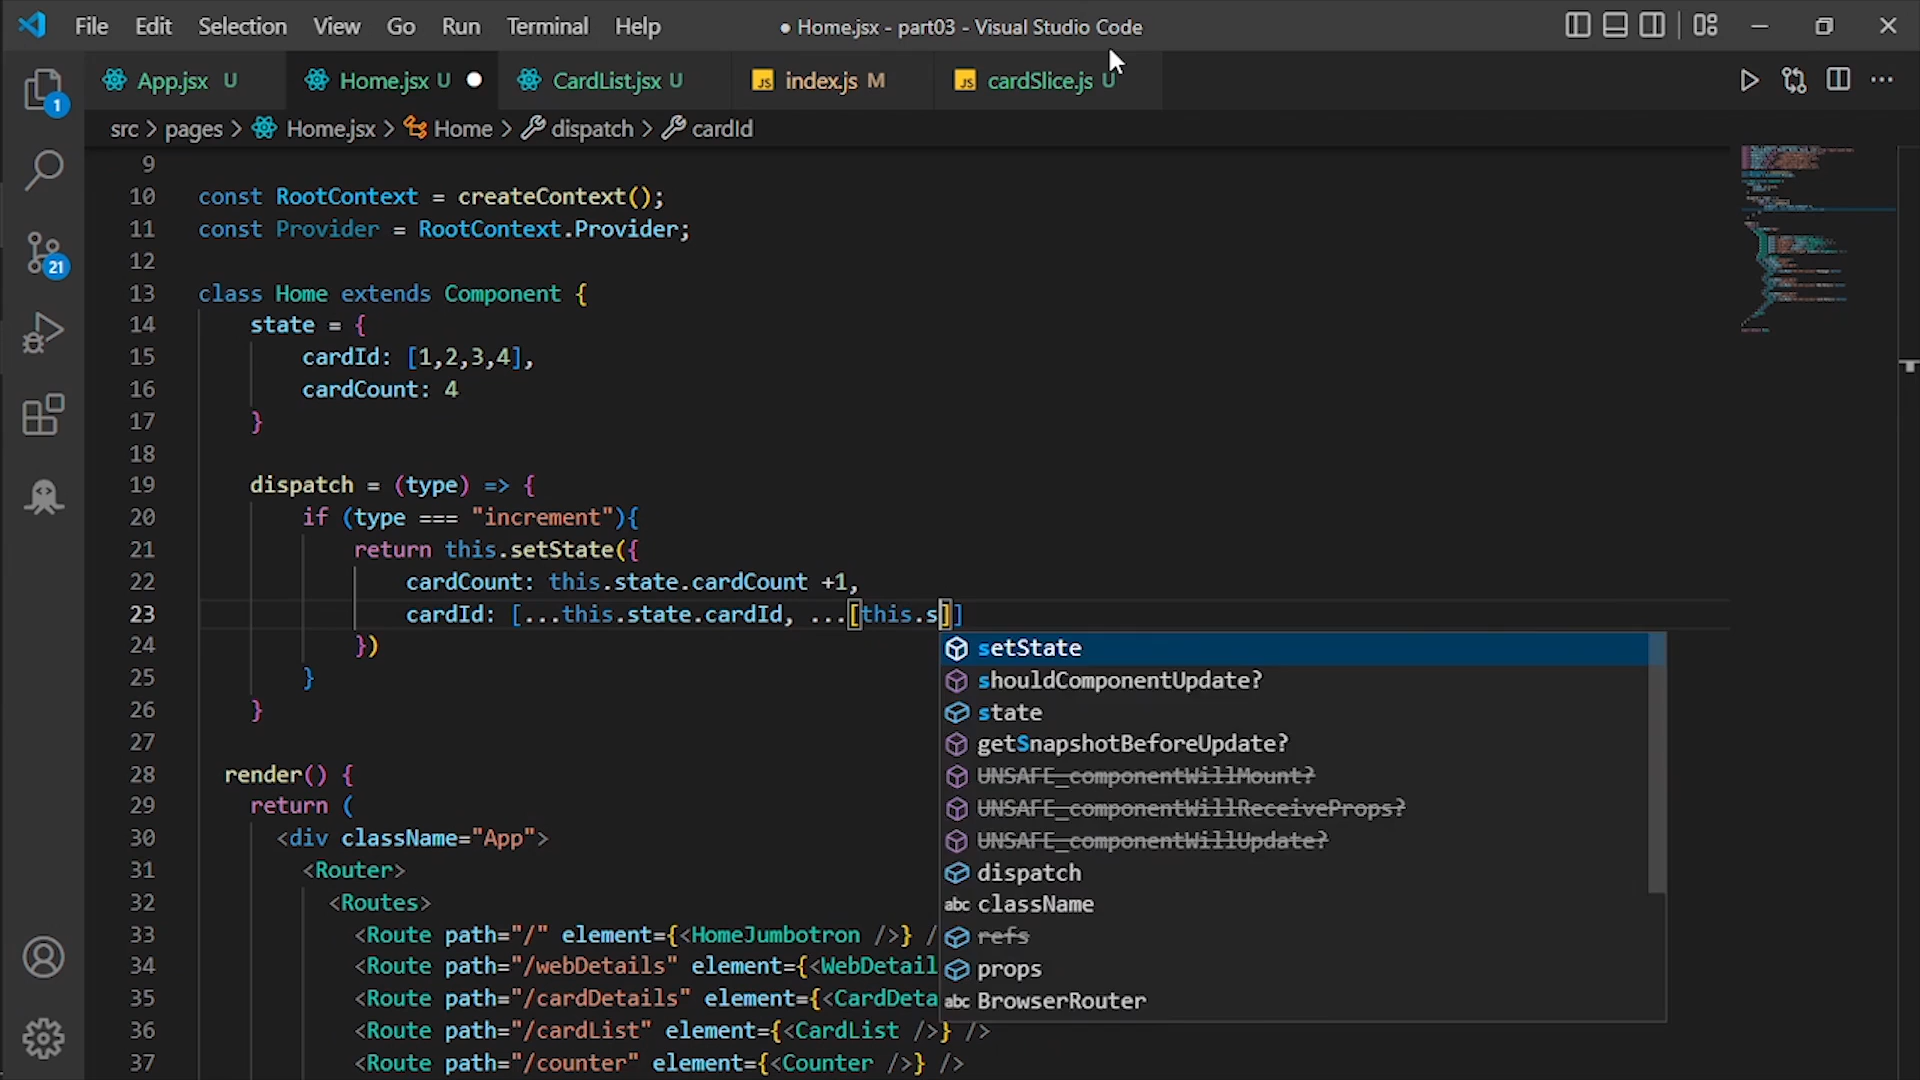 File Edit Selection View Go Run Terminal Help ● Home.jsx - part03 - Visual Studio Code
App.jsx U Home.jsx U CardList.jsx U JS index.js M JS cardSlice.js U
src > pages > Home.jsx > Home > dispatch > cardId
9
10 const RootContext = createContext();
11 const Provider = RootContext.Provider;
12
13 class Home extends Component {
14 state = {
15 cardId: [1,2,3,4],
16 cardCount: 4
17 }
18
19 dispatch = (type) => {
20 if (type === "increment"){
21 return this.setState({
22 cardCount: this.state.cardCount +1,
23 cardId: [...this.state.cardId, ...[this.s]]
24 })
25 }
26 }
27
28 render() {
29 return (
30 <div className="App">
31 <Router>
32 <Routes>
33 <Route path="/" element={<HomeJumbotron />} /
34 <Route path="/webDetails" element={<WebDetail
35 <Route path="/cardDetails" element={<CardDeta
36 <Route path="/cardList" element={<CardList />} />
37 <Route path="/counter" element={<Counter />} />
setState
shouldComponentUpdate?
state
getSnapshotBeforeUpdate?
UNSAFE_componentWillMount?
UNSAFE_componentWillReceiveProps?
UNSAFE_componentWillUpdate?
dispatch
abc className
refs
props
abc BrowserRouter
1
21